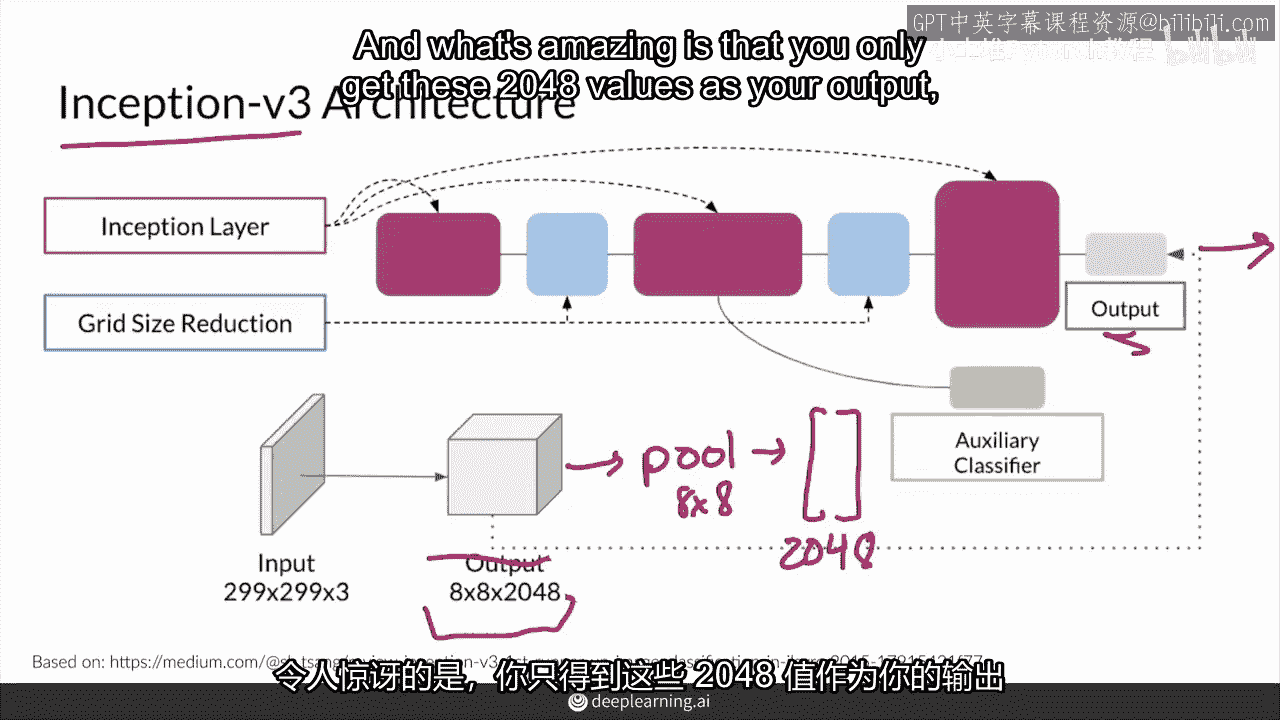 GPT中英字幕课程资源@bilibili.com
And what's amazing is that you only
get these 2048 values as your output,
Inception-v3 Architecture
Inception Layer
Grid Size Reduction
Output
Auxiliary
Classifier
pool
8x8
2048
Input
299x299x3
Output
8x8x2048
Based on: https://medium.com/
令人惊讶的是，你只得到这些 2048 值作为你的输出
deeplearning.ai